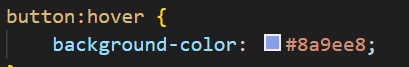 button:hover {
background-color: #8a9ee8;
}